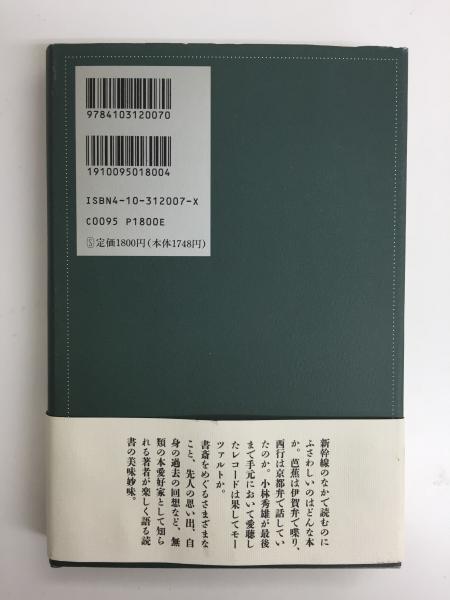 9784103120070
1910095018004
ISBN4-10-312007-X
C0095 P1800E
定価1800円(本体1748円)
新幹線のなかで読むのに
ふさわしいのはどんな本
か。芭蕉は伊賀弁で喋り、
西行は京都弁で話してい
たのか。小林秀雄が最後
まで手元において愛聴し
たレコードは果してモー
ツァルトか。
書斎をめぐるさまざまな
こと、先人の思い出、自
身の過去の回想など、無
類の本愛好家として知ら
れる著者が楽しく語る読
書の美味妙味。